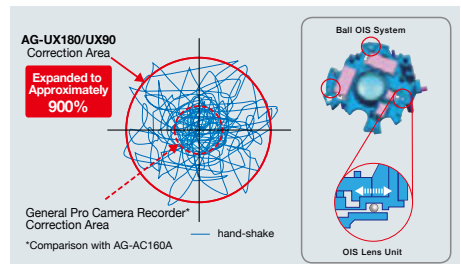 AG-UX180/UX90
Correction Area
Expanded to
Approximately
900%
General Pro Camera Recorder*
Correction Area
*Comparison with AG-AC160A
hand-shake
Ball OIS System
OIS Lens Unit